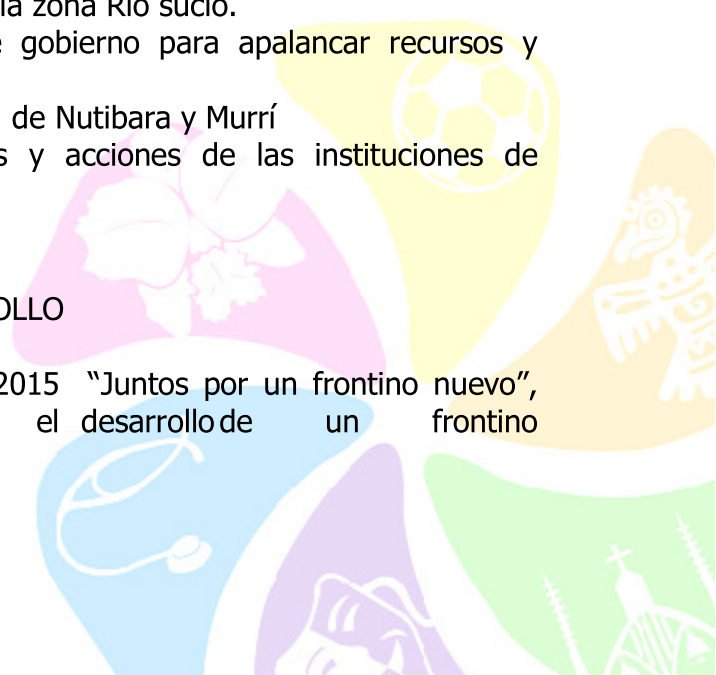 la zona Río sucio.
gobierno para apalancar recursos y
de Nutibara y Murrí
y acciones de las instituciones de
OLLO
2015 “Juntos por un frontino nuevo”,
el desarrollo de un frontino